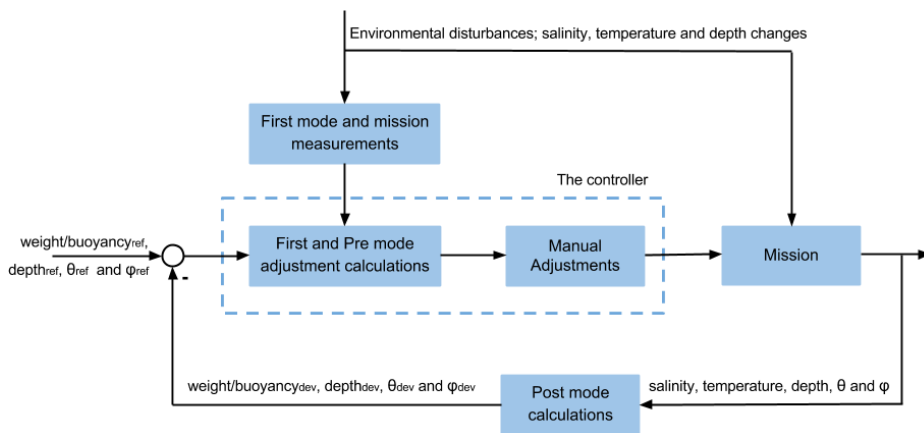 Environmental disturbances; salinity, temperature and depth changes
First mode and mission
measurements
The controller
weight/buoyancyref,
depthref, θref and φref
-
First and Pre mode
adjustment calculations
Manual
Adjustments
Mission
weight/buoyancydev, depthdev, θdev and φdev
Post mode
calculations
salinity, temperature, depth, θ and φ